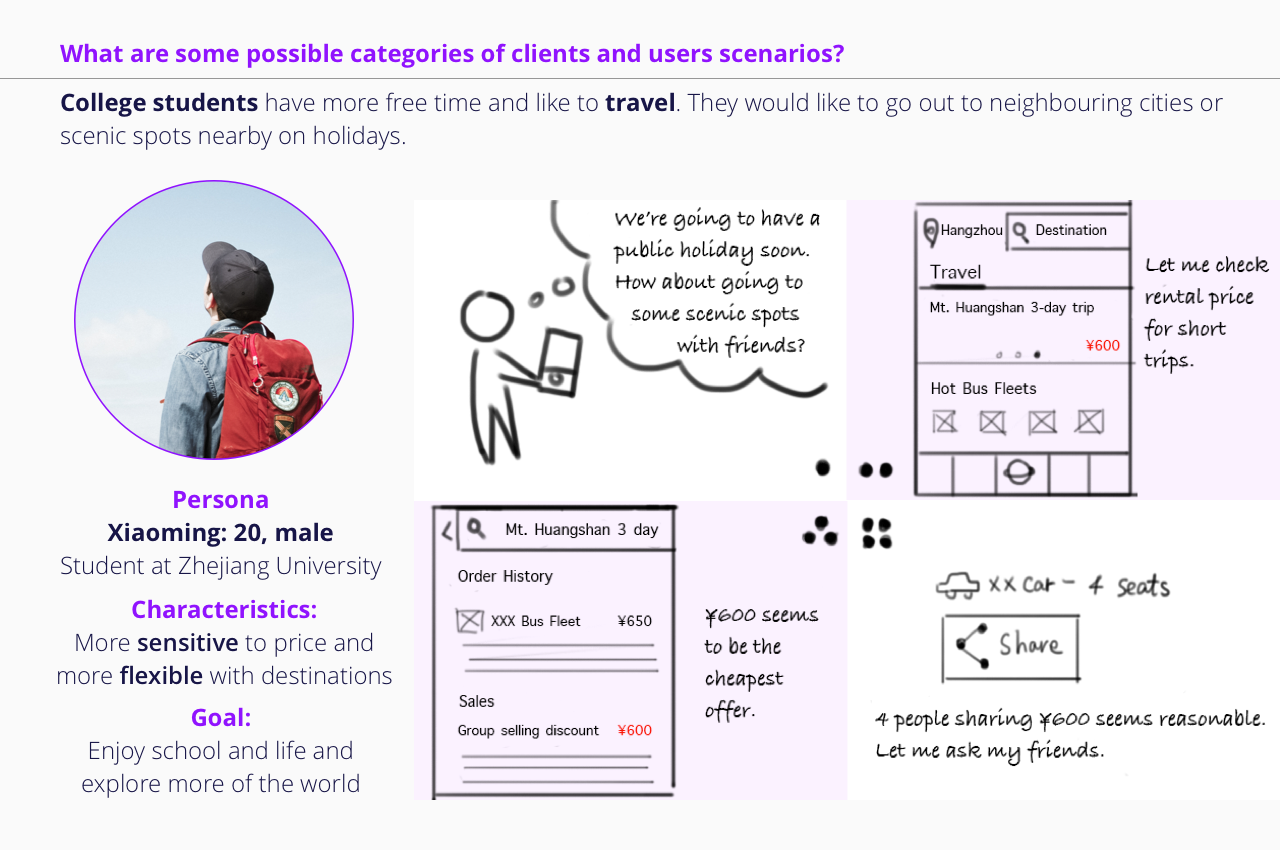 What are some possible categories of clients and users scenarios?
College students have more free time and like to travel. They would like to go out to neighbouring cities or
scenic spots nearby on holidays.
Persona
Xiaoming: 20, male
Student at Zhejiang University
Characteristics:
More sensitive to price and
more flexible with destinations
Goal:
Enjoy school and life and
explore more of the world
We're going to have a
public holiday soon.
How about going to
some scenic spots
with friends?
Hangzhou
Destination
Travel
Mt. Huangshan 3-day trip
¥600
Hot Bus Fleets
Let me check
rental price
for short
trips.
Mt. Huangshan 3 day
Order History
XXX Bus Fleet ¥650
Sales
Group selling discount ¥600
¥600 seems
to be the
cheapest
offer.
XX Car - 4 seats
Share
4 people sharing ¥600 seems reasonable.
Let me ask my friends.